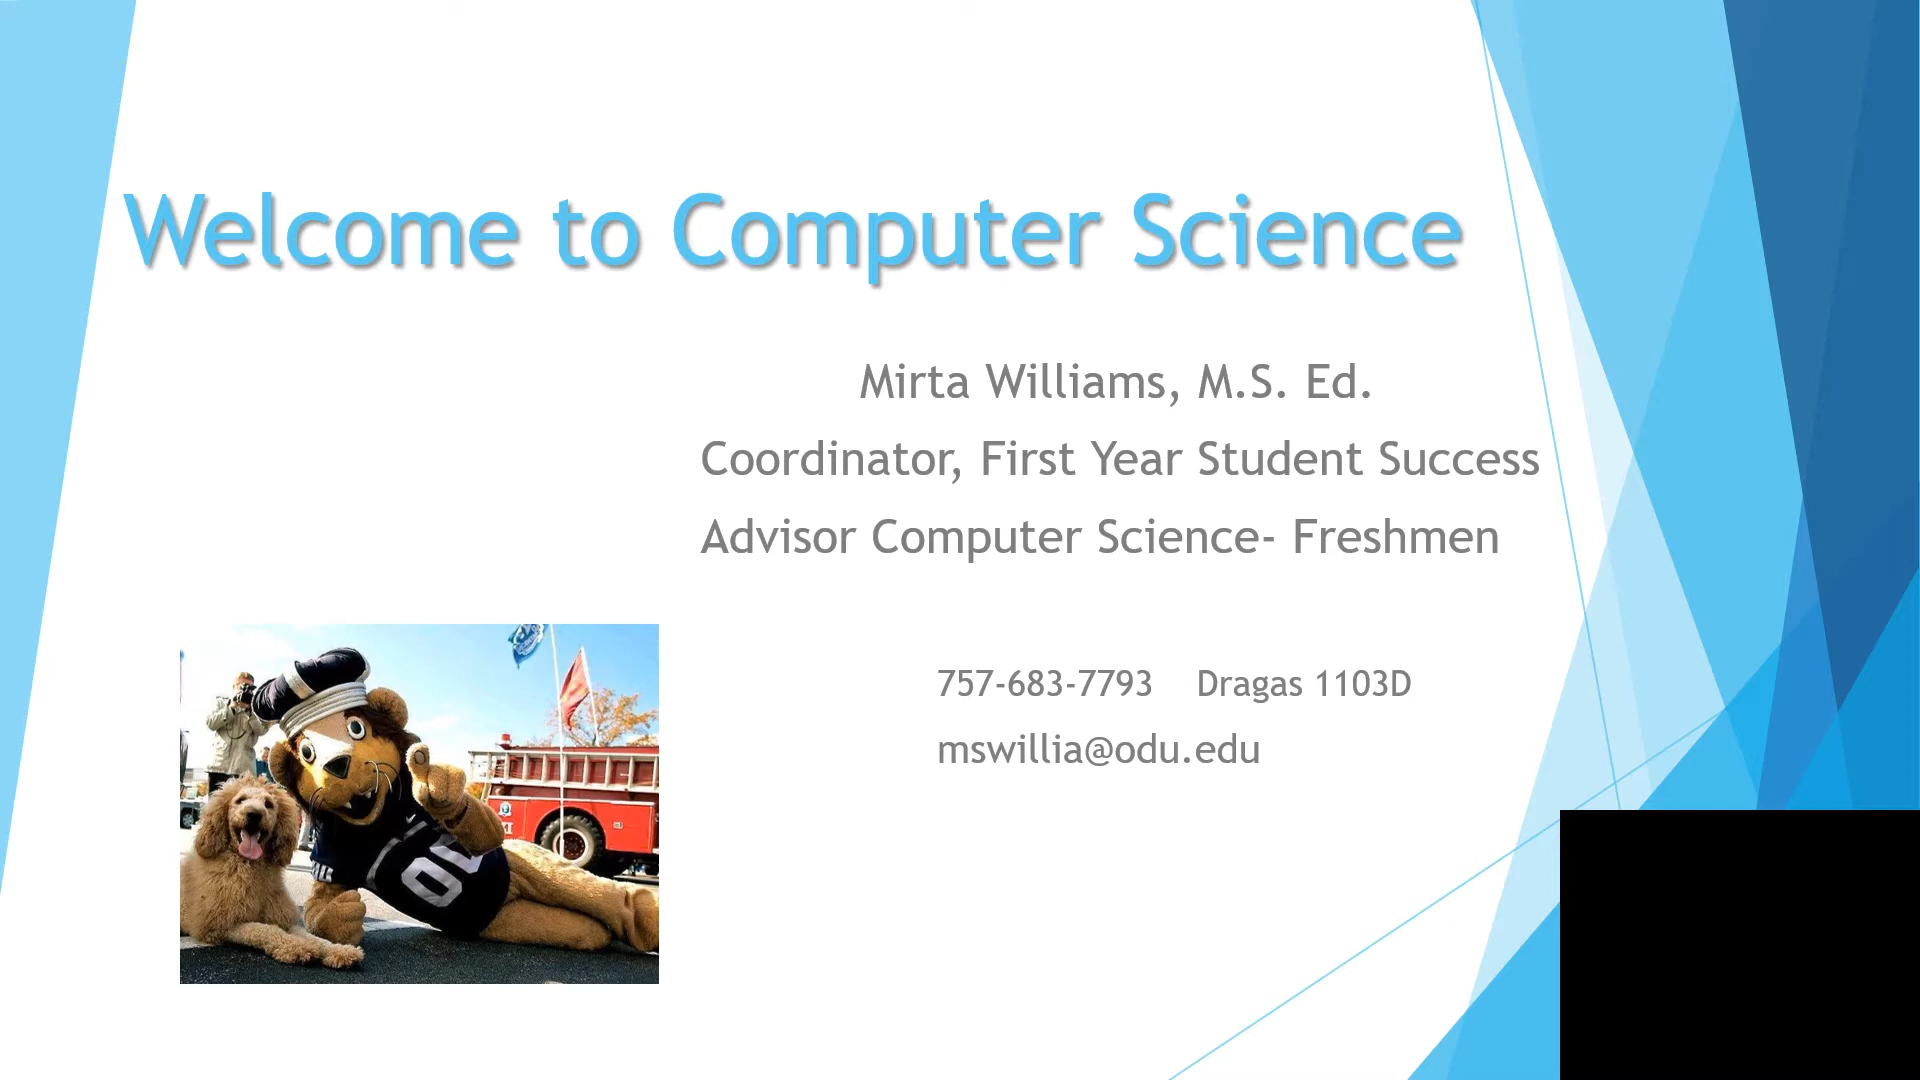 Welcome to Computer Science
Mirta Williams, M.S. Ed.
Coordinator, First Year Student Success
Advisor Computer Science- Freshmen
757-683-7793 Dragas 1103D
mswillia@odu.edu
00